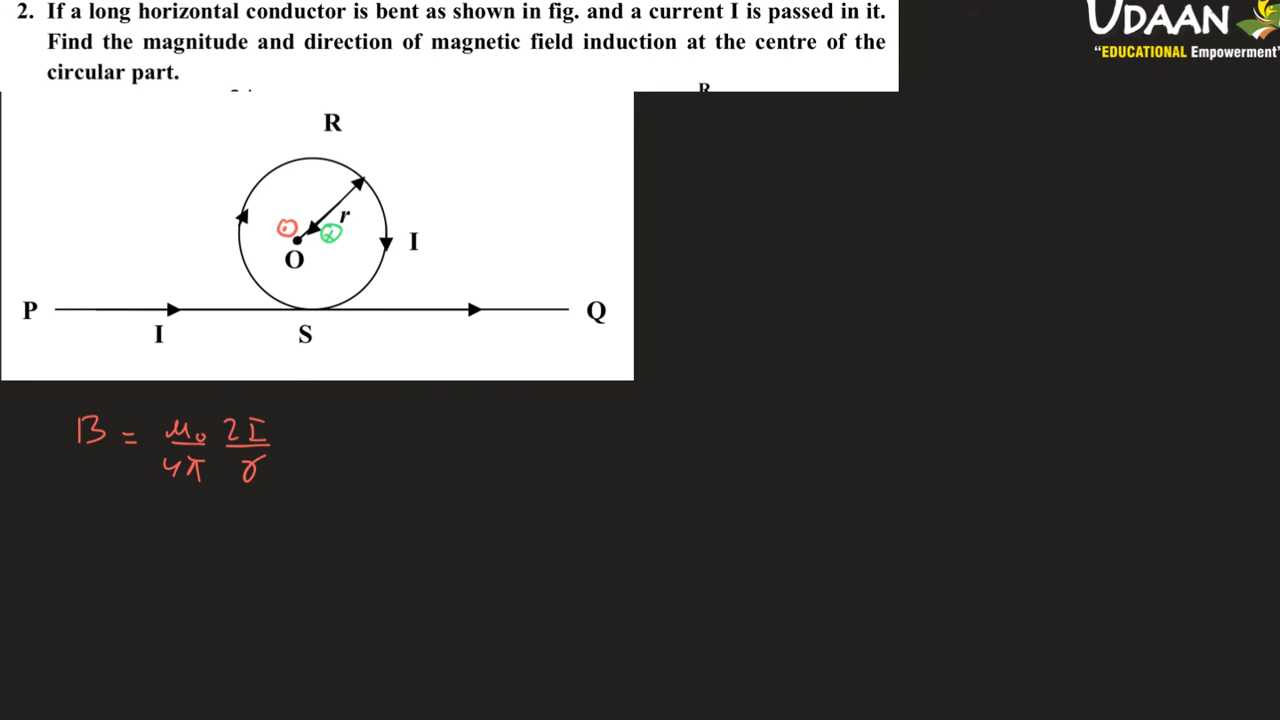 2. If a long horizontal conductor is bent as shown in fig. and a current I is passed in it.
Find the magnitude and direction of magnetic field induction at the centre of the
circular part.
UDAAN
“EDUCATIONAL Empowerment”
R
R
r
I
O
P
Q
I
S
B = μ₀/4π 2I/r